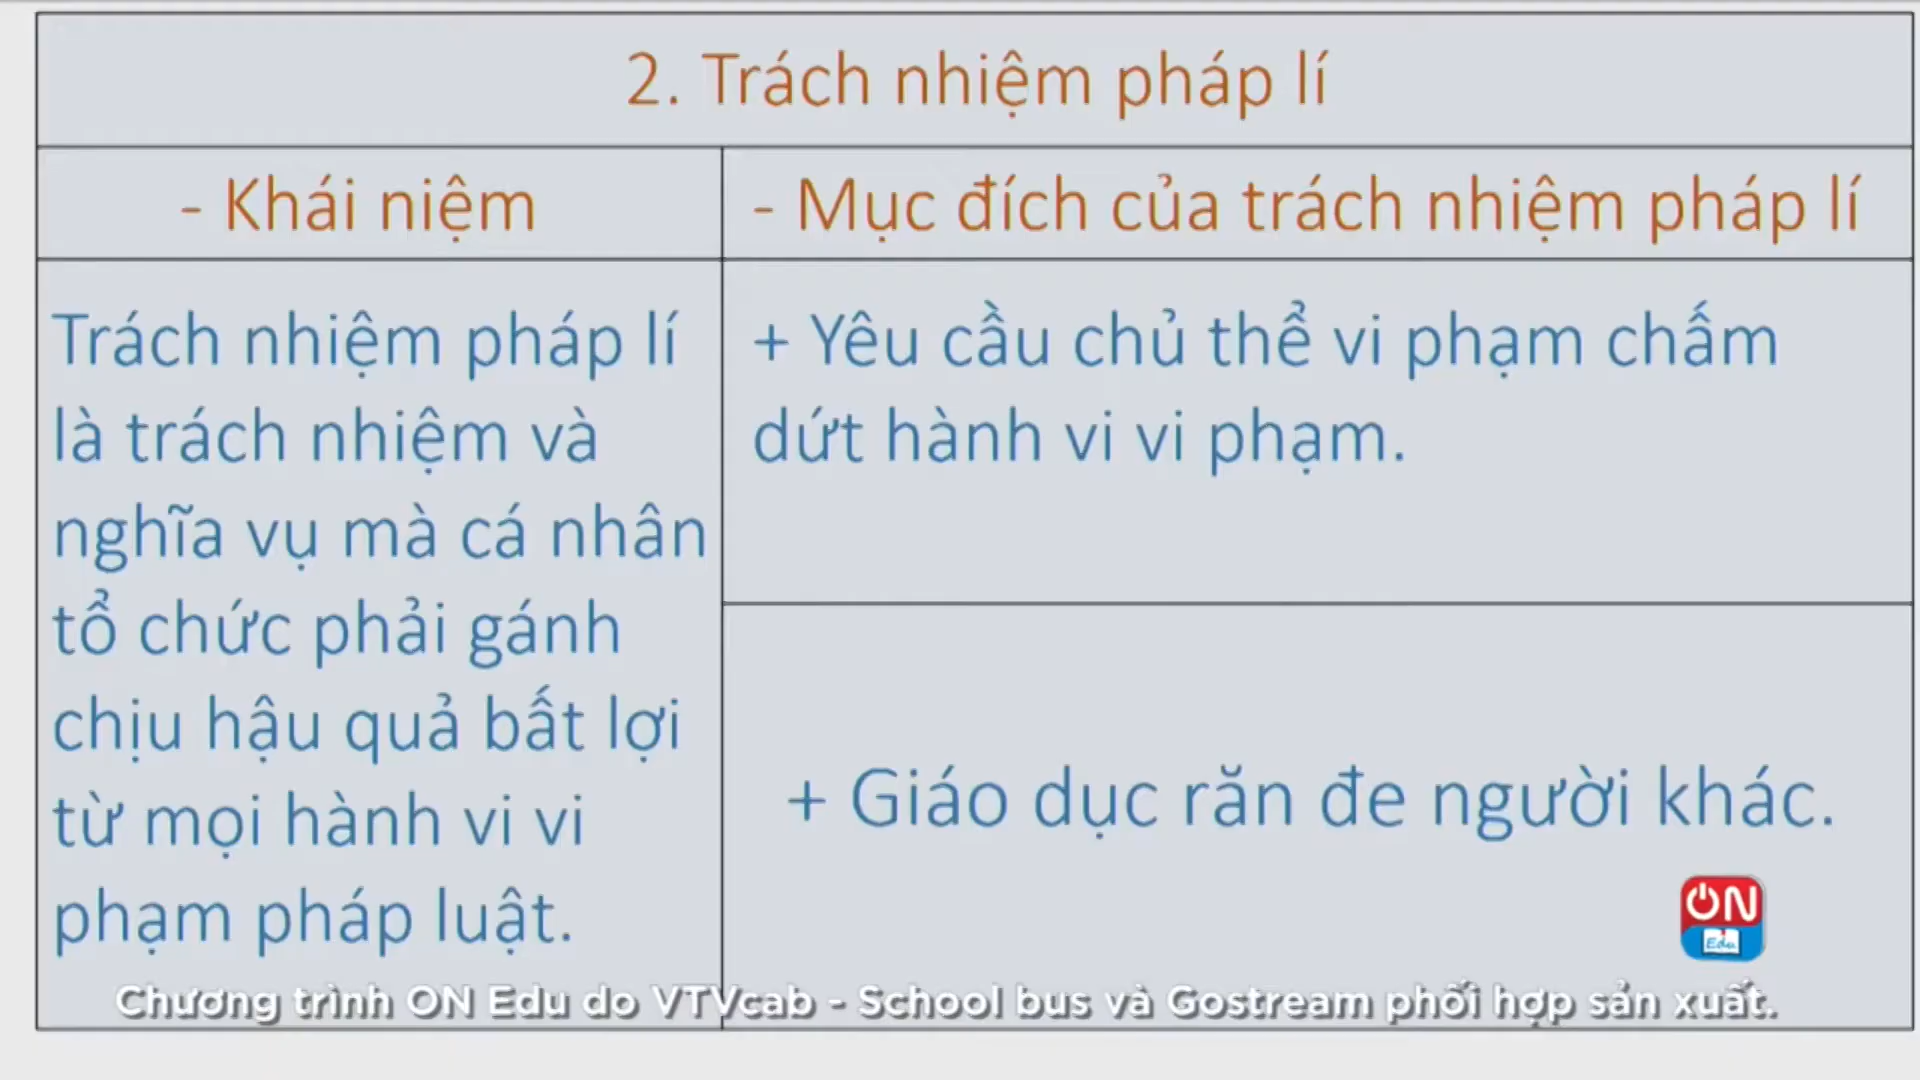 2. Trách nhiệm pháp lí
- Khái niệm
- Mục đích của trách nhiệm pháp lí
Trách nhiệm pháp lí
là trách nhiệm và
nghĩa vụ mà cá nhân
tổ chức phải gánh
chịu hậu quả bất lợi
từ mọi hành vi vi
phạm pháp luật.
+ Yêu cầu chủ thể vi phạm chấm
dứt hành vi vi phạm.
+ Giáo dục răn đe người khác.
ON
Edu
Chương trình ON Edu do VTVcab - School bus và Gostream phối hợp sản xuất.